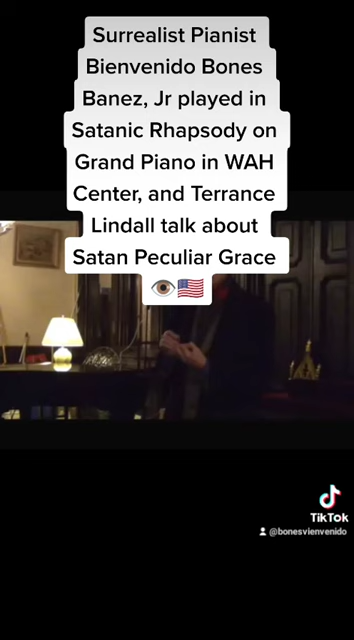 Surrealist Pianist
Bienvenido Bones
Banez, Jr played in
Satanic Rhapsody on
Grand Piano in WAH
Center, and Terrance
Lindall talk about
Satan Peculiar Grace
👁️🇺🇸
TikTok
@bonesvienvenido